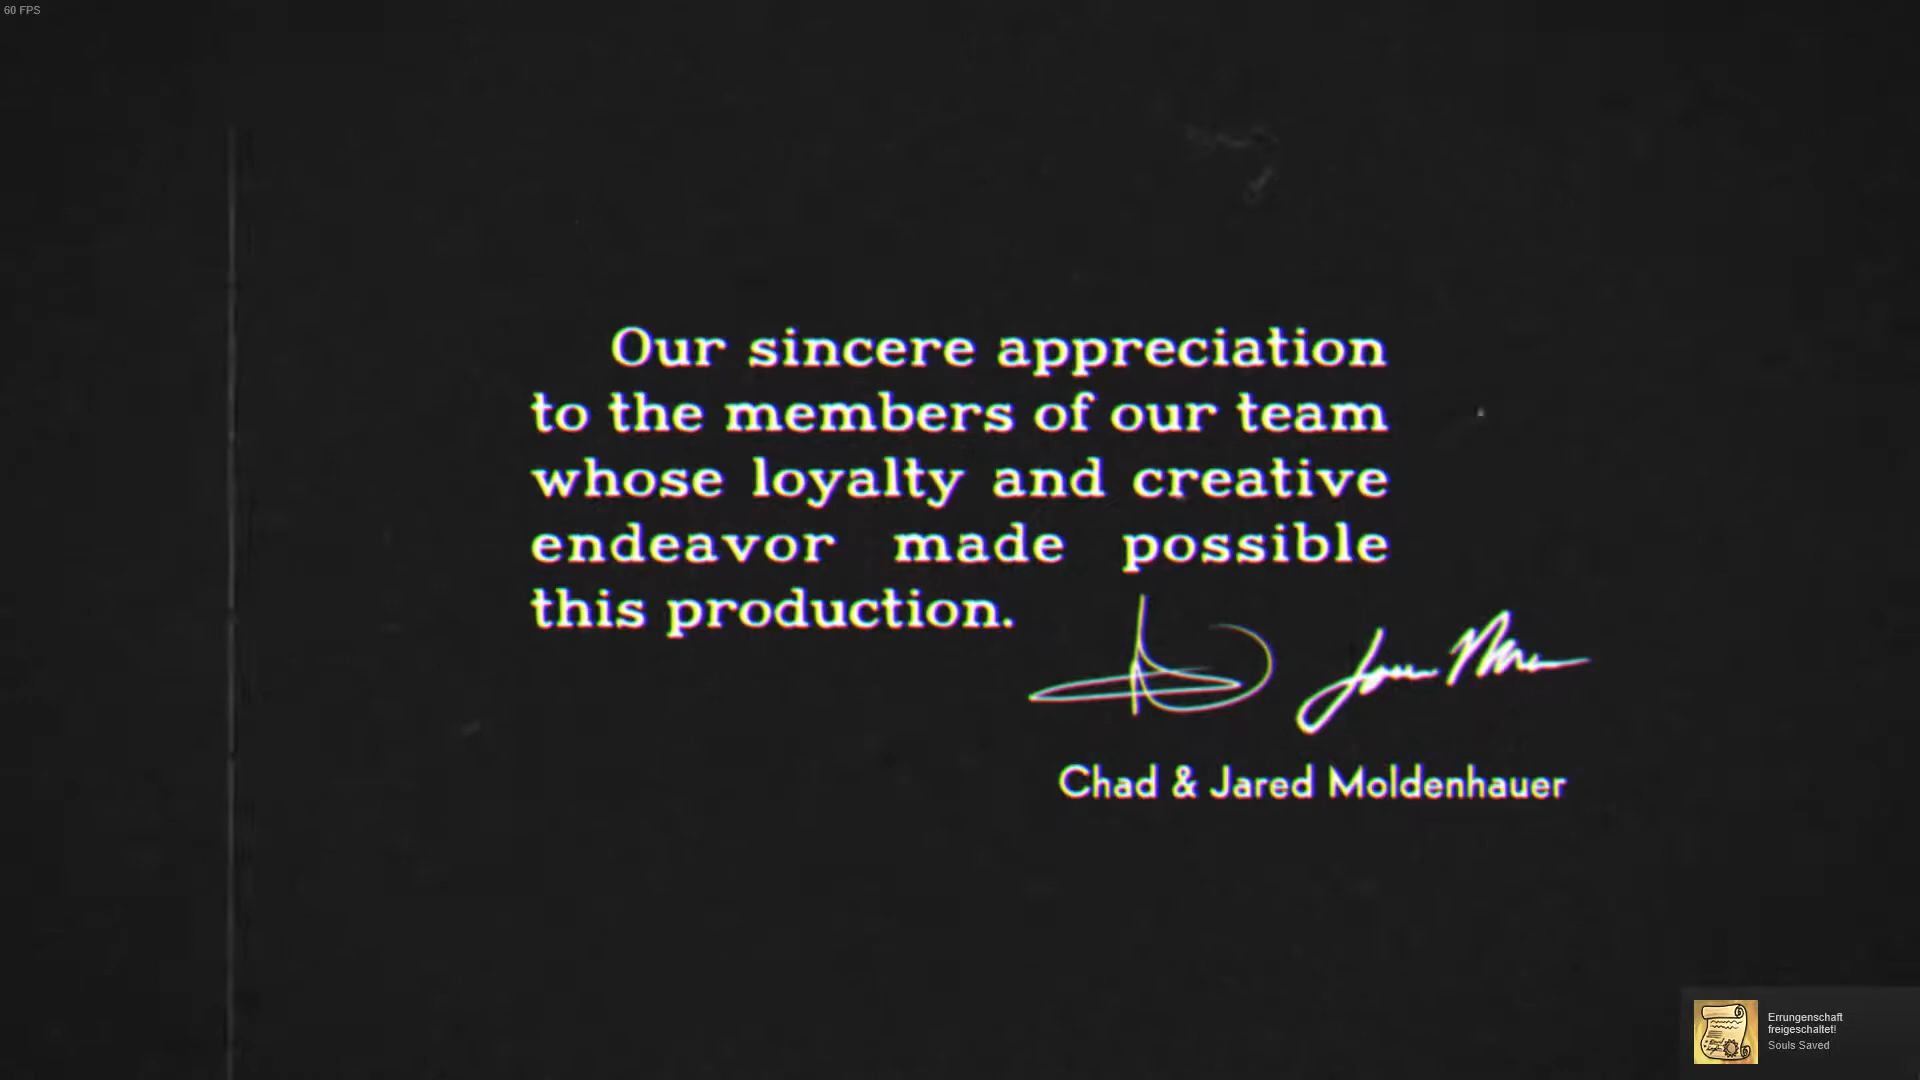 60 FPS
Our sincere appreciation
to the members of our team
whose loyalty and creative
endeavor made possible
this production.
Chad & Jared Moldenhauer
Errungenschaft
freigeschaltet!
Souls Saved